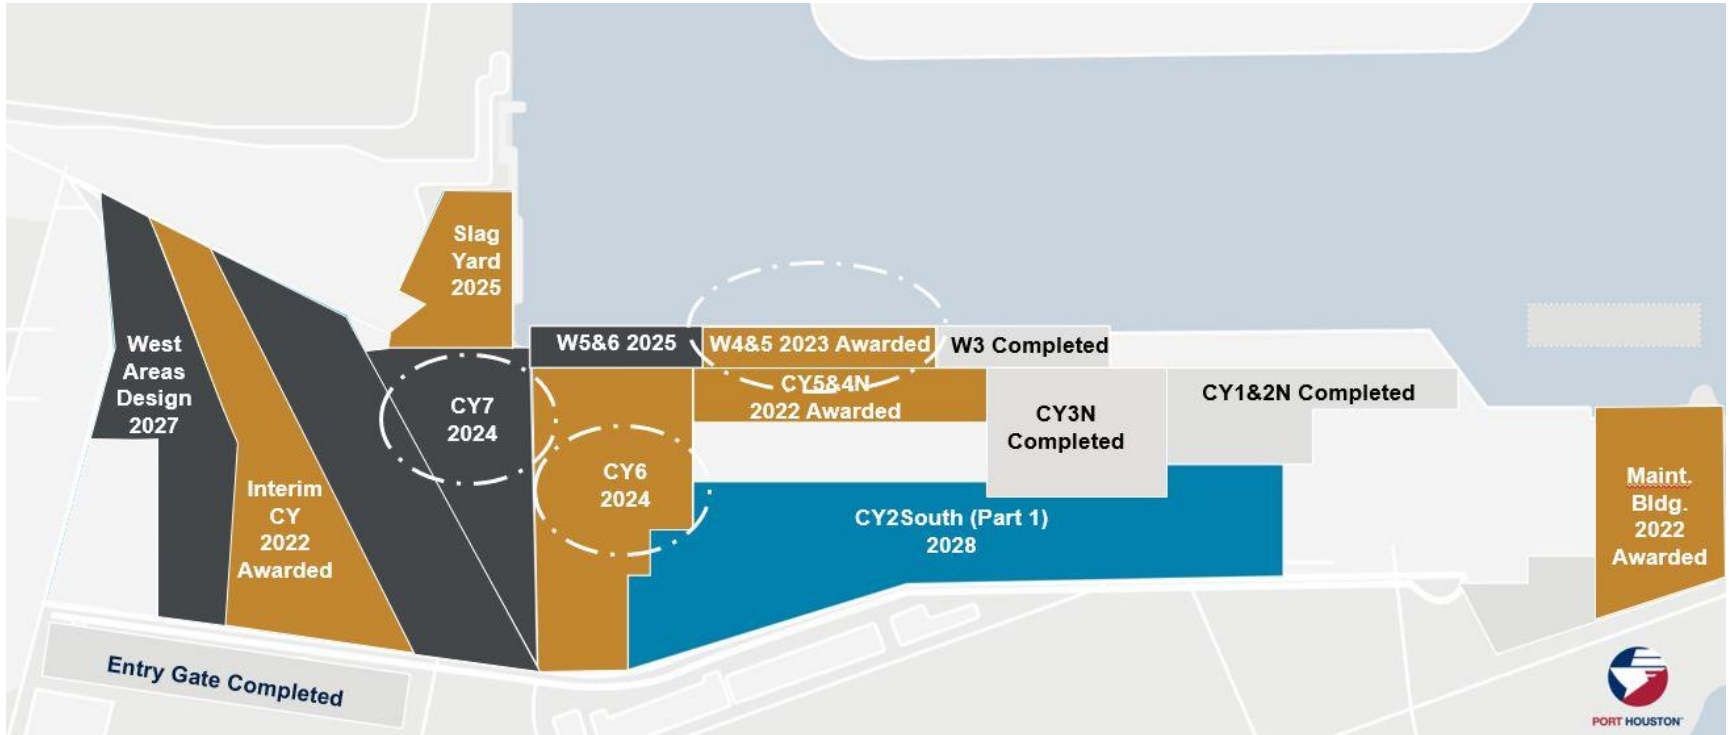 Slag
Yard
2025
West
Areas
Design
2027
W5&6 2025
W4&5 2023 Awarded
W3 Completed
CY7
2024
CY5&4N
2022 Awarded
CY3N
Completed
CY1&2N Completed
CY6
2024
Interim
CY
2022
Awarded
CY2South (Part 1)
2028
Maint.
Bldg.
2022
Awarded
Entry Gate Completed
PORT HOUSTON